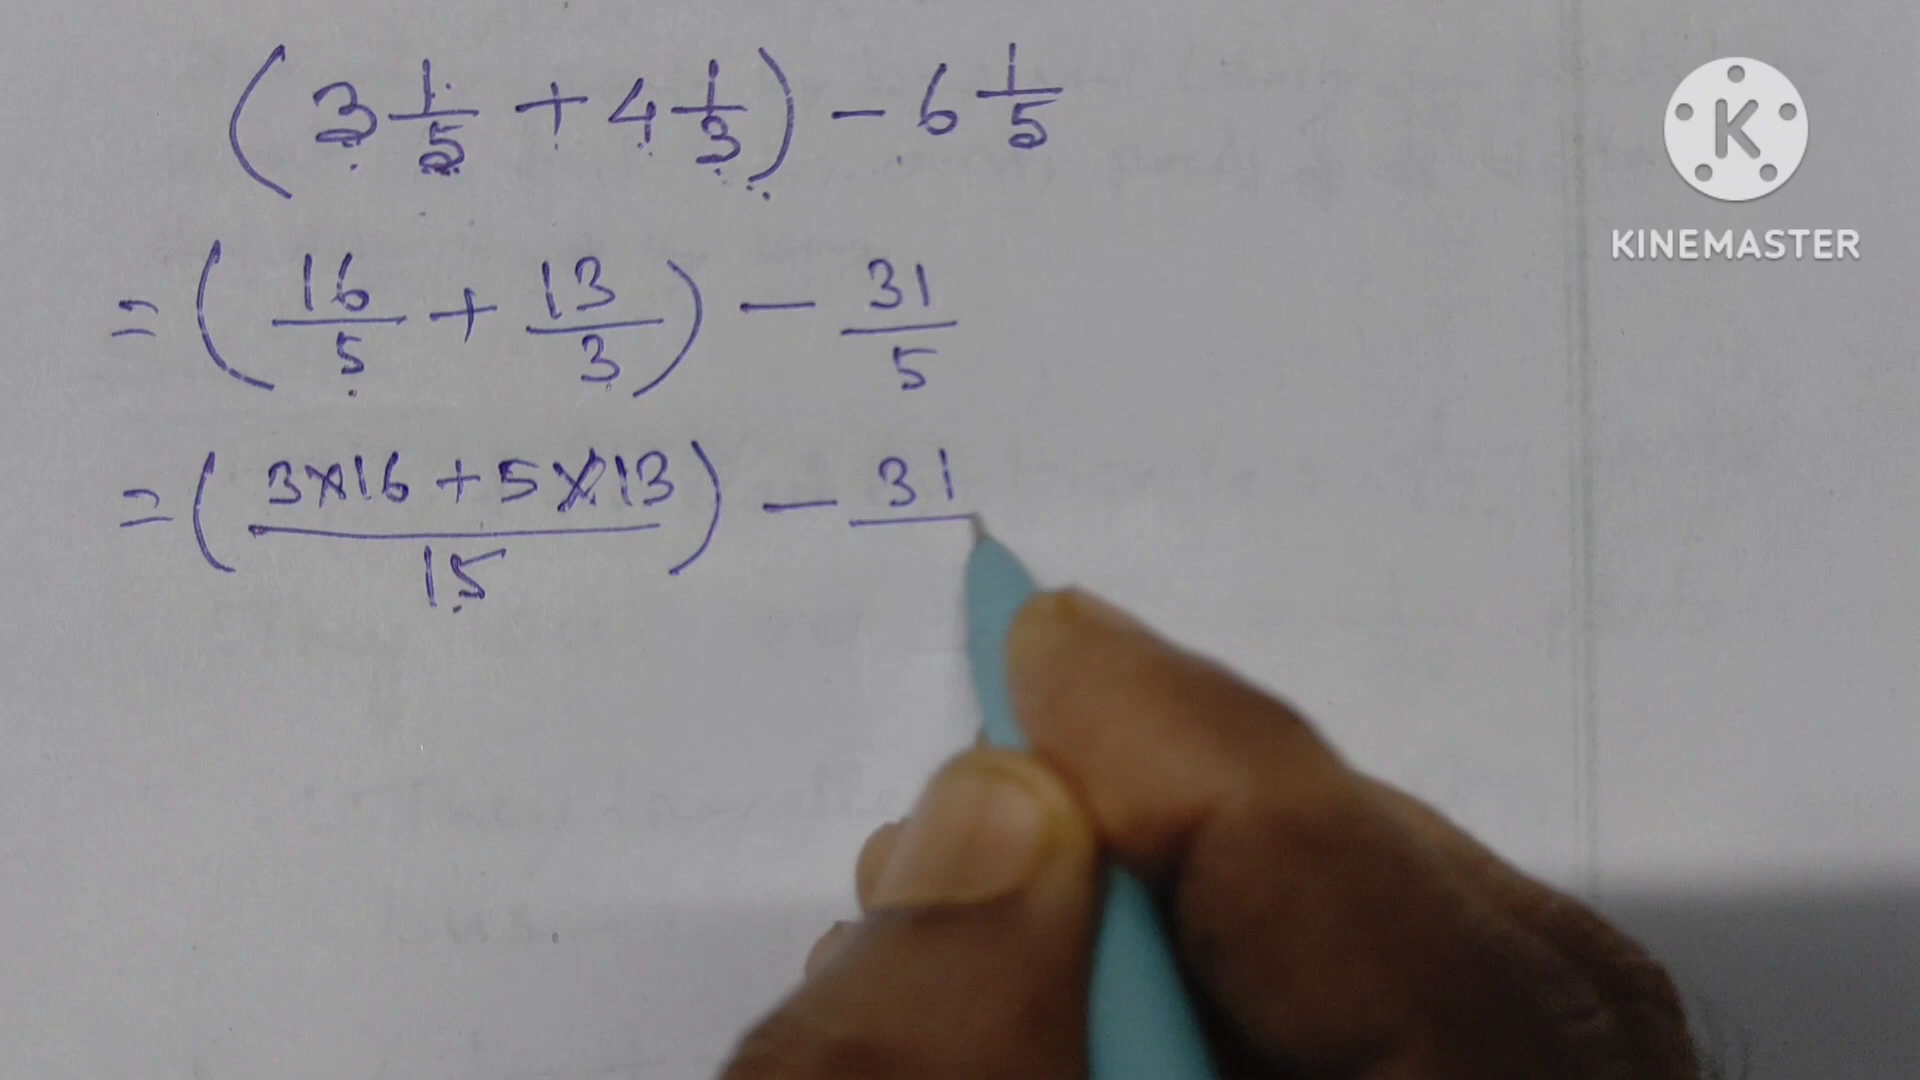 (3 1/5 + 4 1/3) - 6 1/5
= (16/5 + 13/3) - 31/5
= (3×16 + 5×13 / 15) - 31
K
KINEMASTER